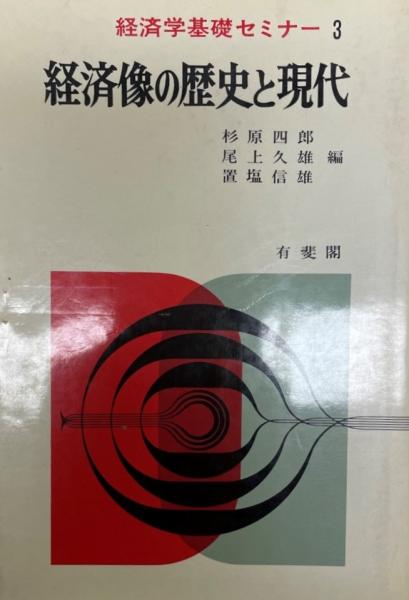 経済学基礎セミナー 3
経済像の歴史と現代
杉原四郎
尾上久雄 編
置塩信雄
有斐閣